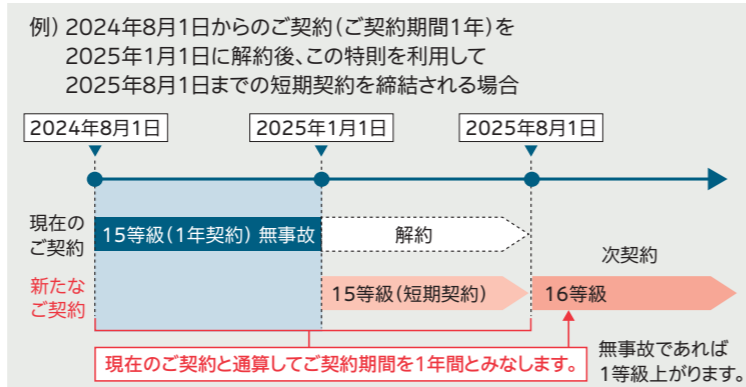 例）2024年8月1日からのご契約（ご契約期間1年）を
2025年1月1日に解約後、この特則を利用して
2025年8月1日までの短期契約を締結される場合
2024年8月1日
2025年1月1日
2025年8月1日
現在の
ご契約
15等級（1年契約） 無事故
解約
新たな
ご契約
15等級（短期契約）
次契約
16等級
現在のご契約と通算してご契約期間を1年間とみなします。
無事故であれば
1等級上がります。